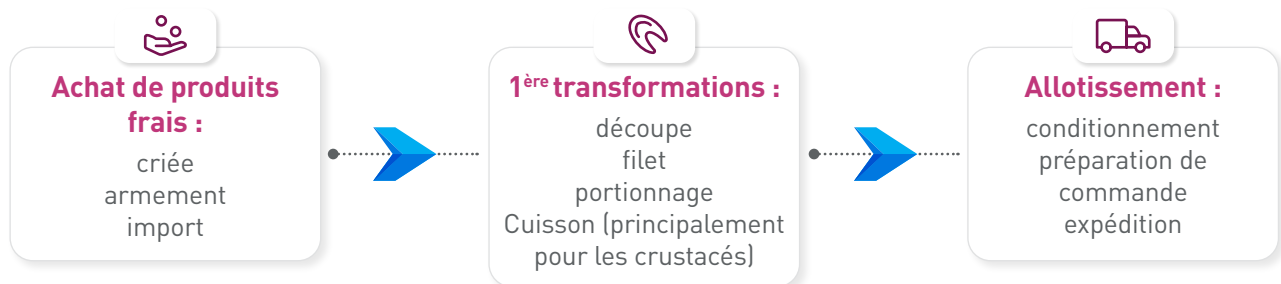 Achat de produits
frais :
criée
armement
import
1ère transformations :
découpe
filet
portionnage
Cuisson (principalement
pour les crustacés)
Allotissement :
conditionnement
préparation de
commande
expédition